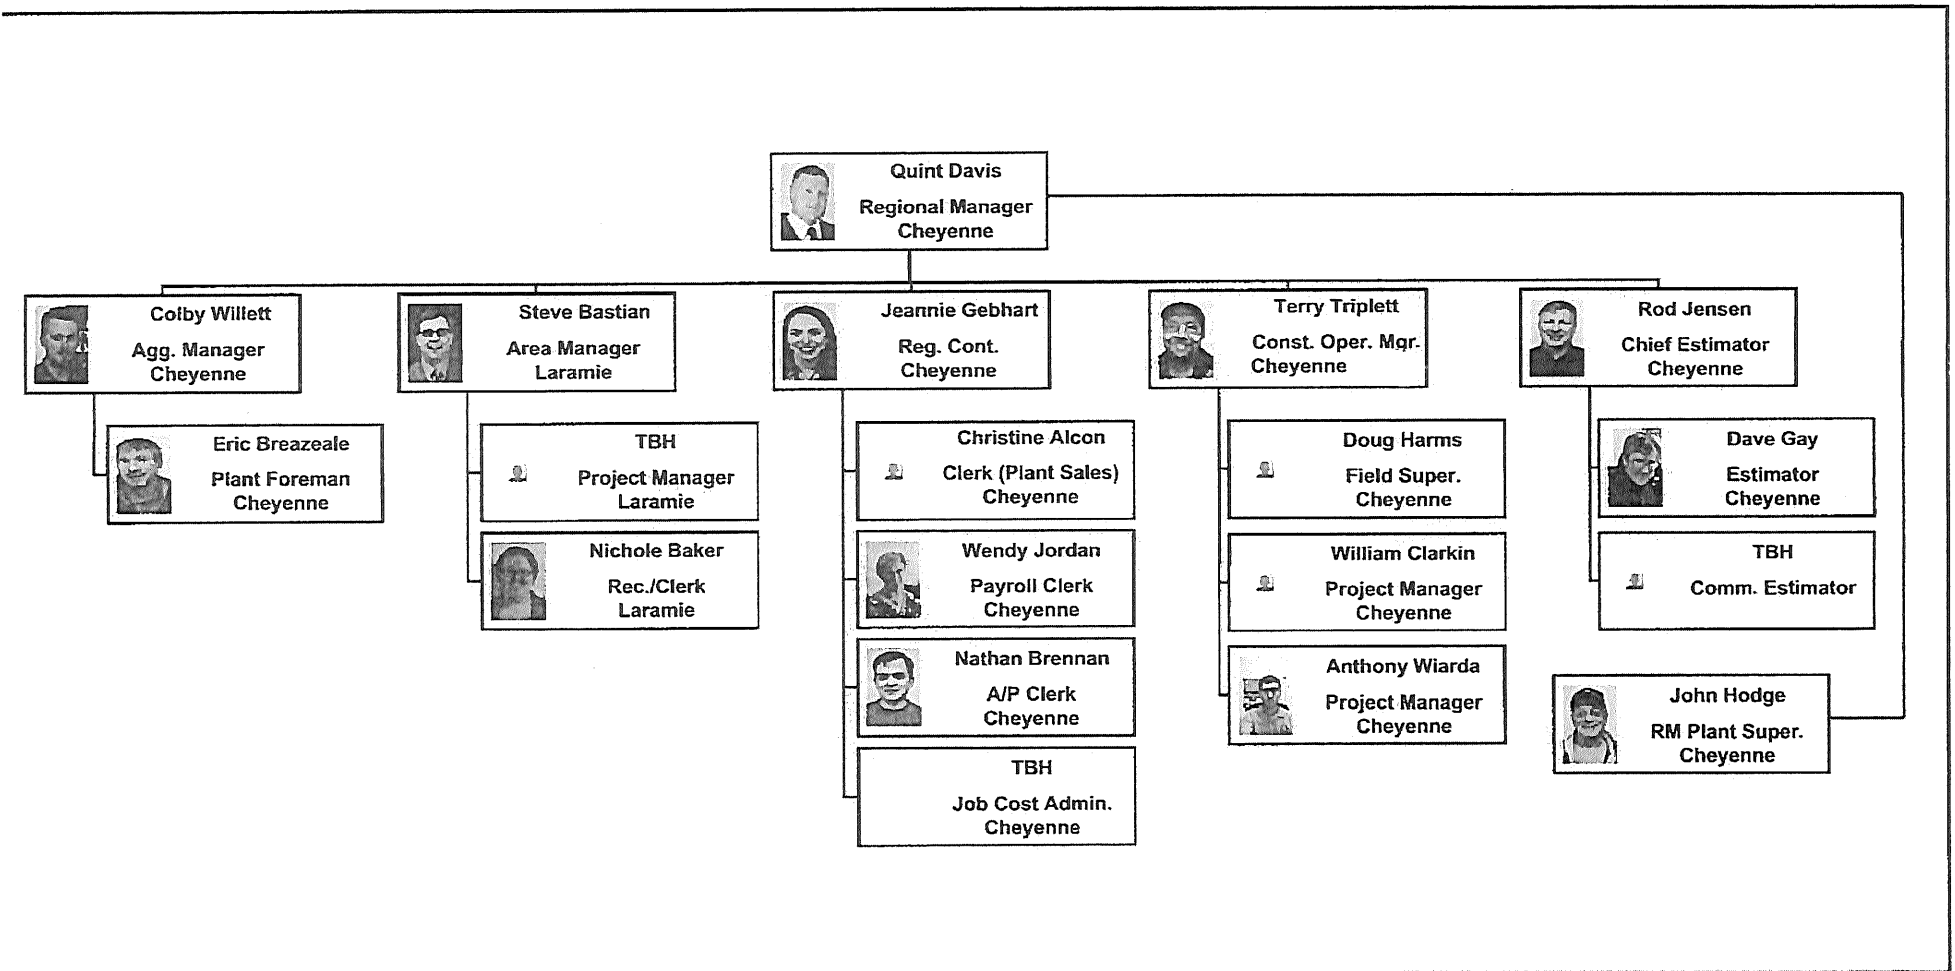 Quint Davis
Regional Manager
Cheyenne
Colby Willett
Agg. Manager
Cheyenne
Eric Breazeale
Plant Foreman
Cheyenne
Steve Bastian
Area Manager
Laramie
TBH
Project Manager
Laramie
Nichole Baker
Rec./Clerk
Laramie
Jeannie Gebhart
Reg. Cont.
Cheyenne
Christine Alcon
Clerk (Plant Sales)
Cheyenne
Wendy Jordan
Payroll Clerk
Cheyenne
Nathan Brennan
A/P Clerk
Cheyenne
TBH
Job Cost Admin.
Cheyenne
Terry Triplett
Const. Oper. Mgr.
Cheyenne
Doug Harms
Field Super.
Cheyenne
William Clarkin
Project Manager
Cheyenne
Anthony Wiarda
Project Manager
Cheyenne
Rod Jensen
Chief Estimator
Cheyenne
Dave Gay
Estimator
Cheyenne
TBH
Comm. Estimator
John Hodge
RM Plant Super.
Cheyenne